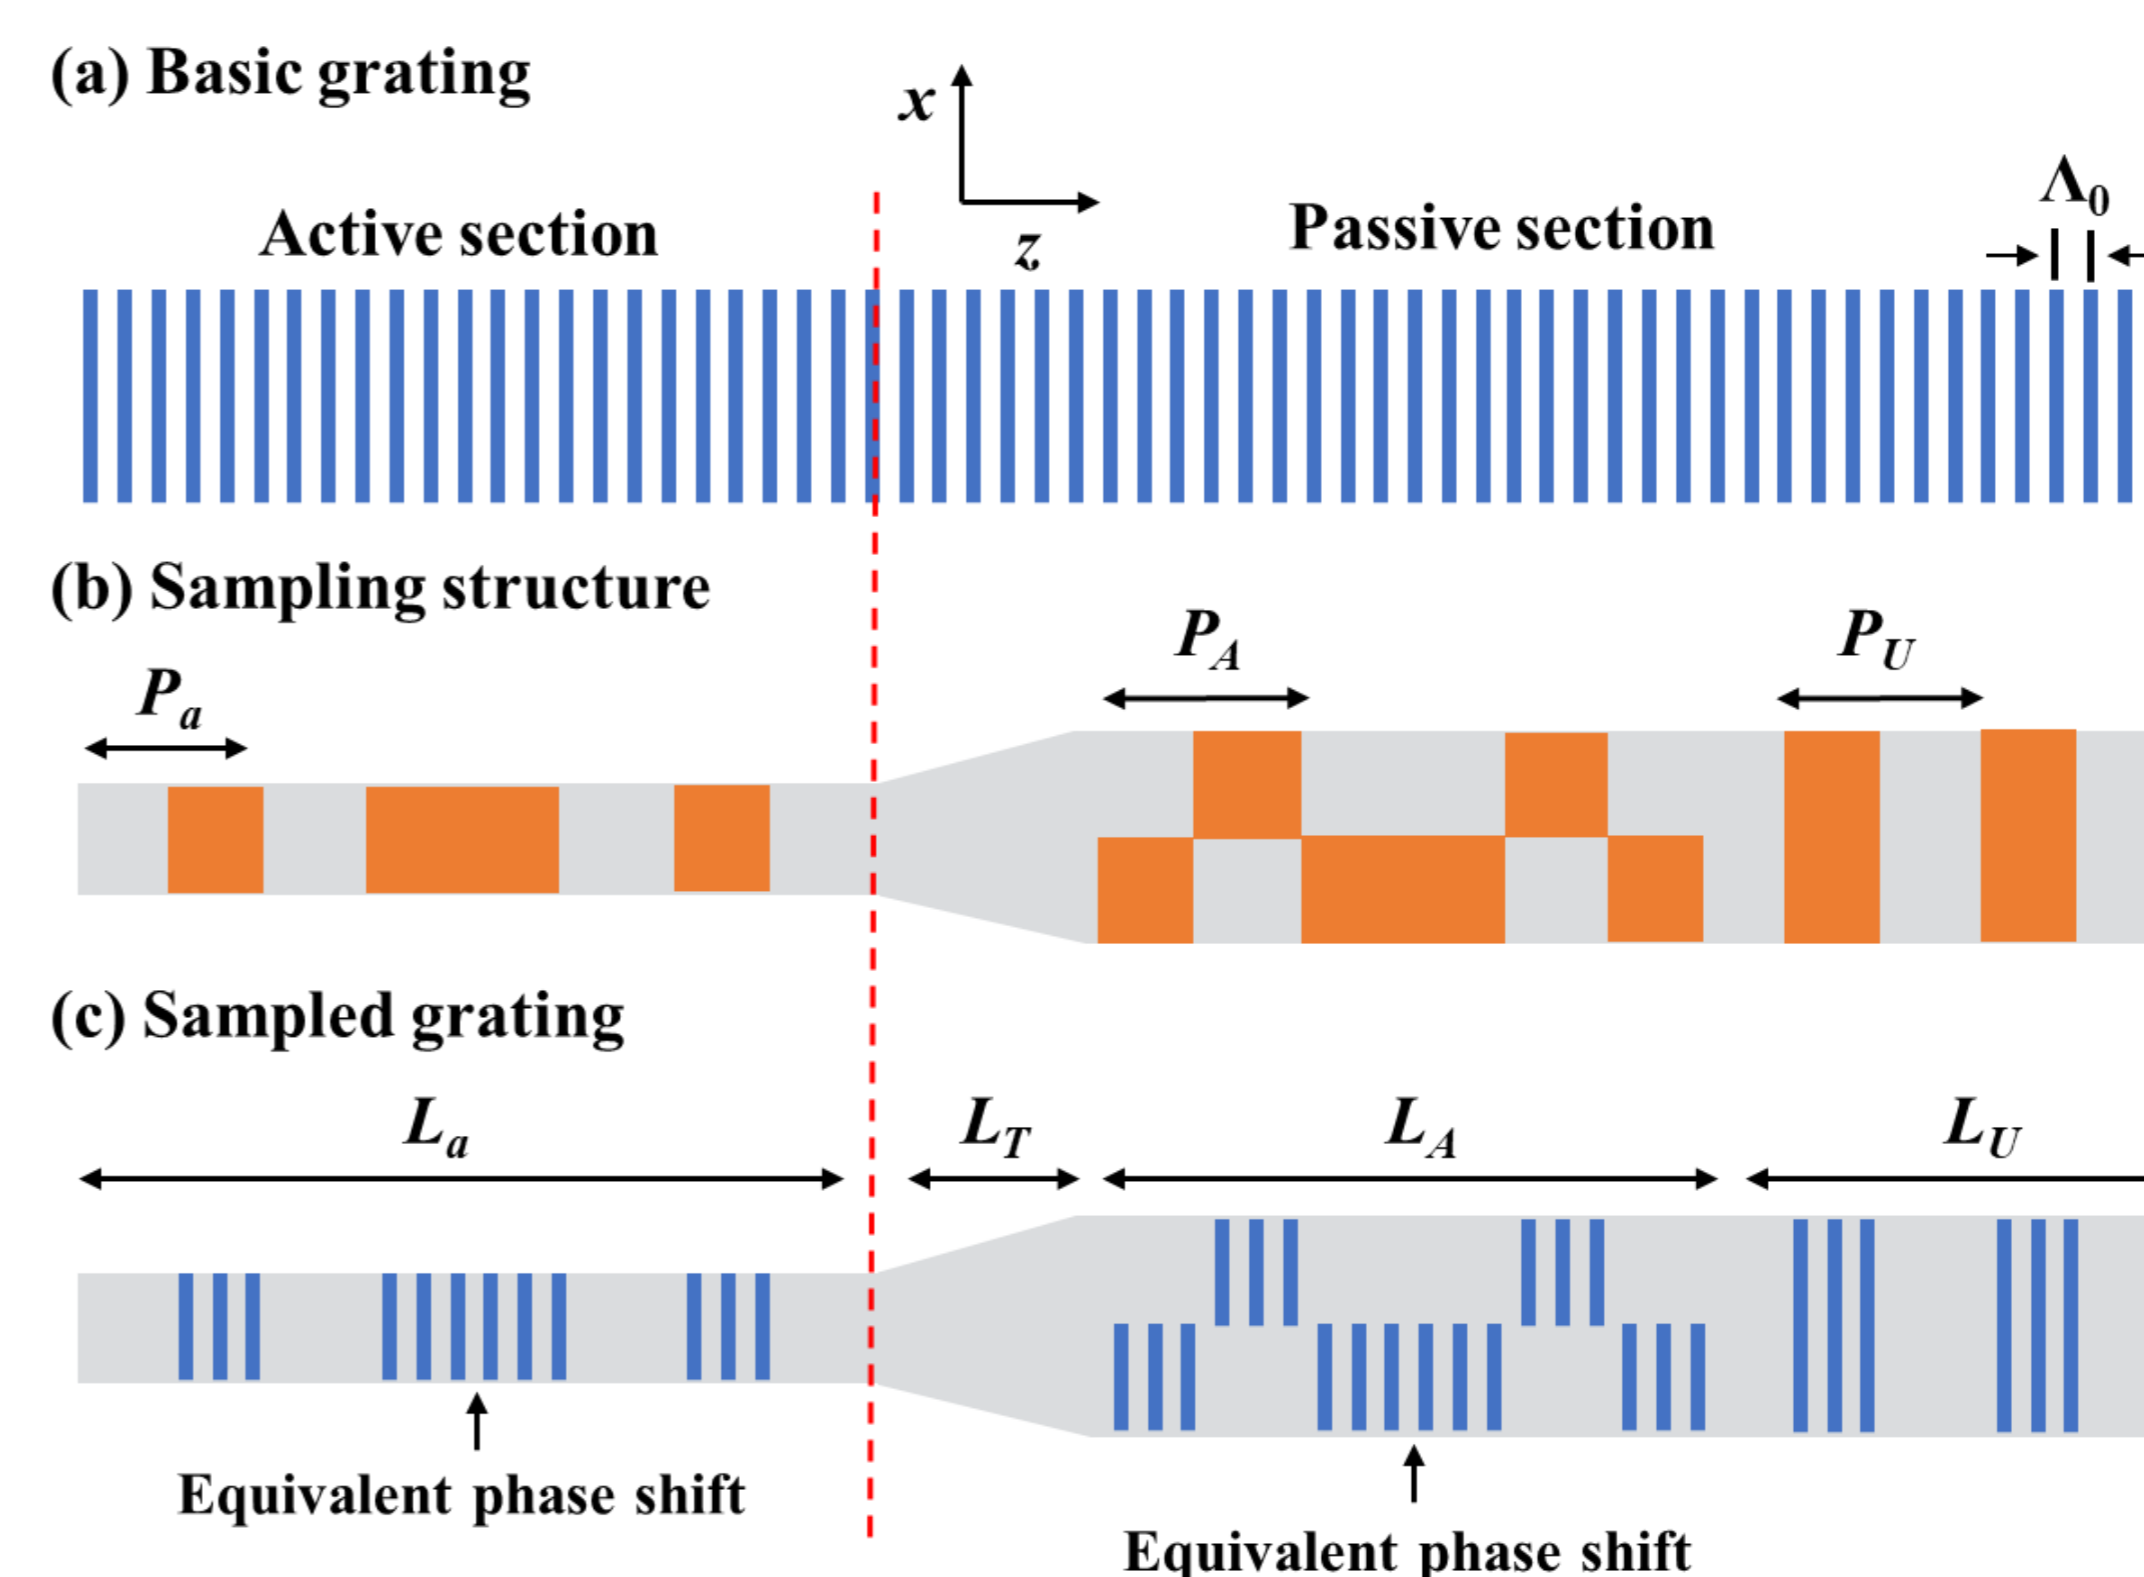 (a) Basic grating
x
z
Active section
Passive section
Λ0
(b) Sampling structure
Pa
PA
PU
(c) Sampled grating
La
LT
LA
LU
Equivalent phase shift
Equivalent phase shift